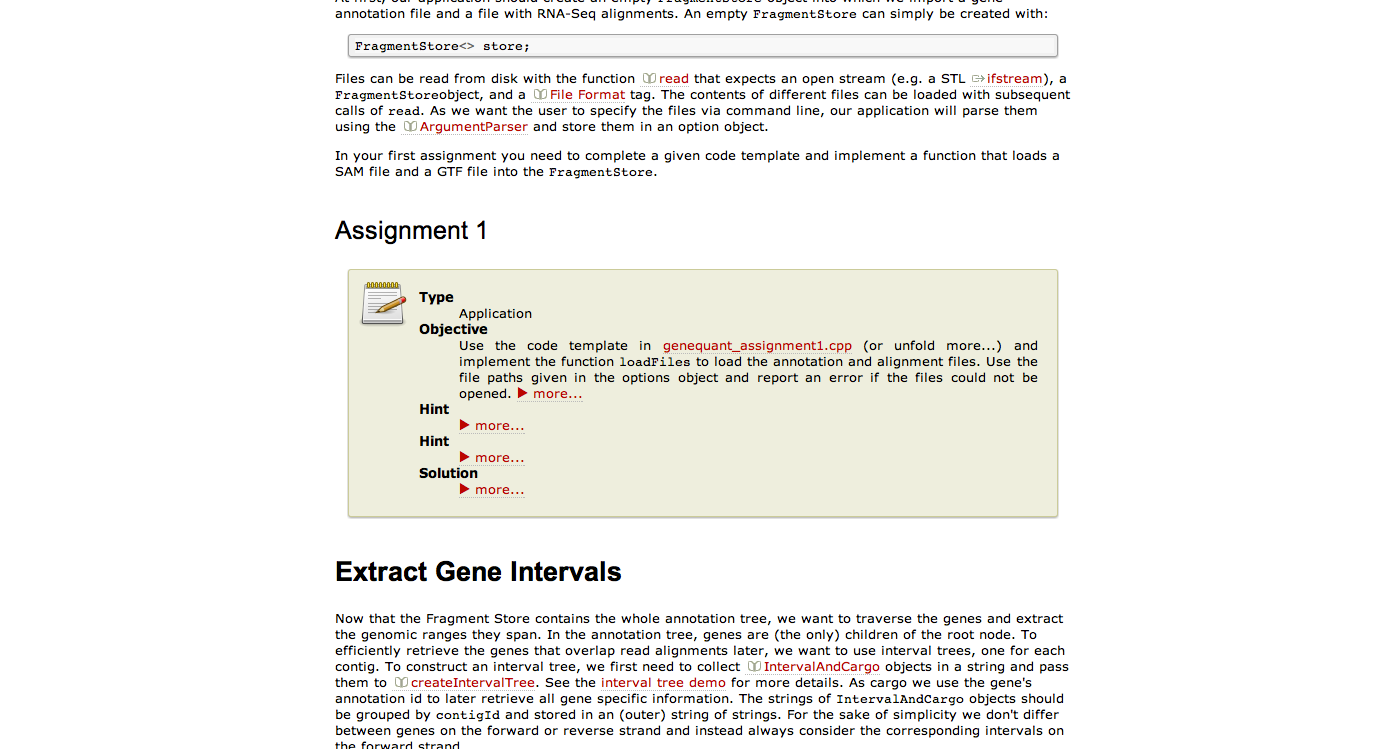 At first, our application should create an empty FragmentStore object into which we import a gene
annotation file and a file with RNA-Seq alignments. An empty FragmentStore can simply be created with:
FragmentStore<> store;
Files can be read from disk with the function read that expects an open stream (e.g. a STL ifstream), a
FragmentStoreobject, and a File Format tag. The contents of different files can be loaded with subsequent
calls of read. As we want the user to specify the files via command line, our application will parse them
using the ArgumentParser and store them in an option object.
In your first assignment you need to complete a given code template and implement a function that loads a
SAM file and a GTF file into the FragmentStore.
Assignment 1
Type
Application
Objective
Use the code template in genequant_assignment1.cpp (or unfold more...) and
implement the function loadFiles to load the annotation and alignment files. Use the
file paths given in the options object and report an error if the files could not be
opened. more...
Hint
more...
Hint
more...
Solution
more...
Extract Gene Intervals
Now that the Fragment Store contains the whole annotation tree, we want to traverse the genes and extract
the genomic ranges they span. In the annotation tree, genes are (the only) children of the root node. To
efficiently retrieve the genes that overlap read alignments later, we want to use interval trees, one for each
contig. To construct an interval tree, we first need to collect IntervalAndCargo objects in a string and pass
them to createIntervalTree. See the interval tree demo for more details. As cargo we use the gene's
annotation id to later retrieve all gene specific information. The strings of IntervalAndCargo objects should
be grouped by contigId and stored in an (outer) string of strings. For the sake of simplicity we don't differ
between genes on the forward or reverse strand and instead always consider the corresponding intervals on
the forward strand.